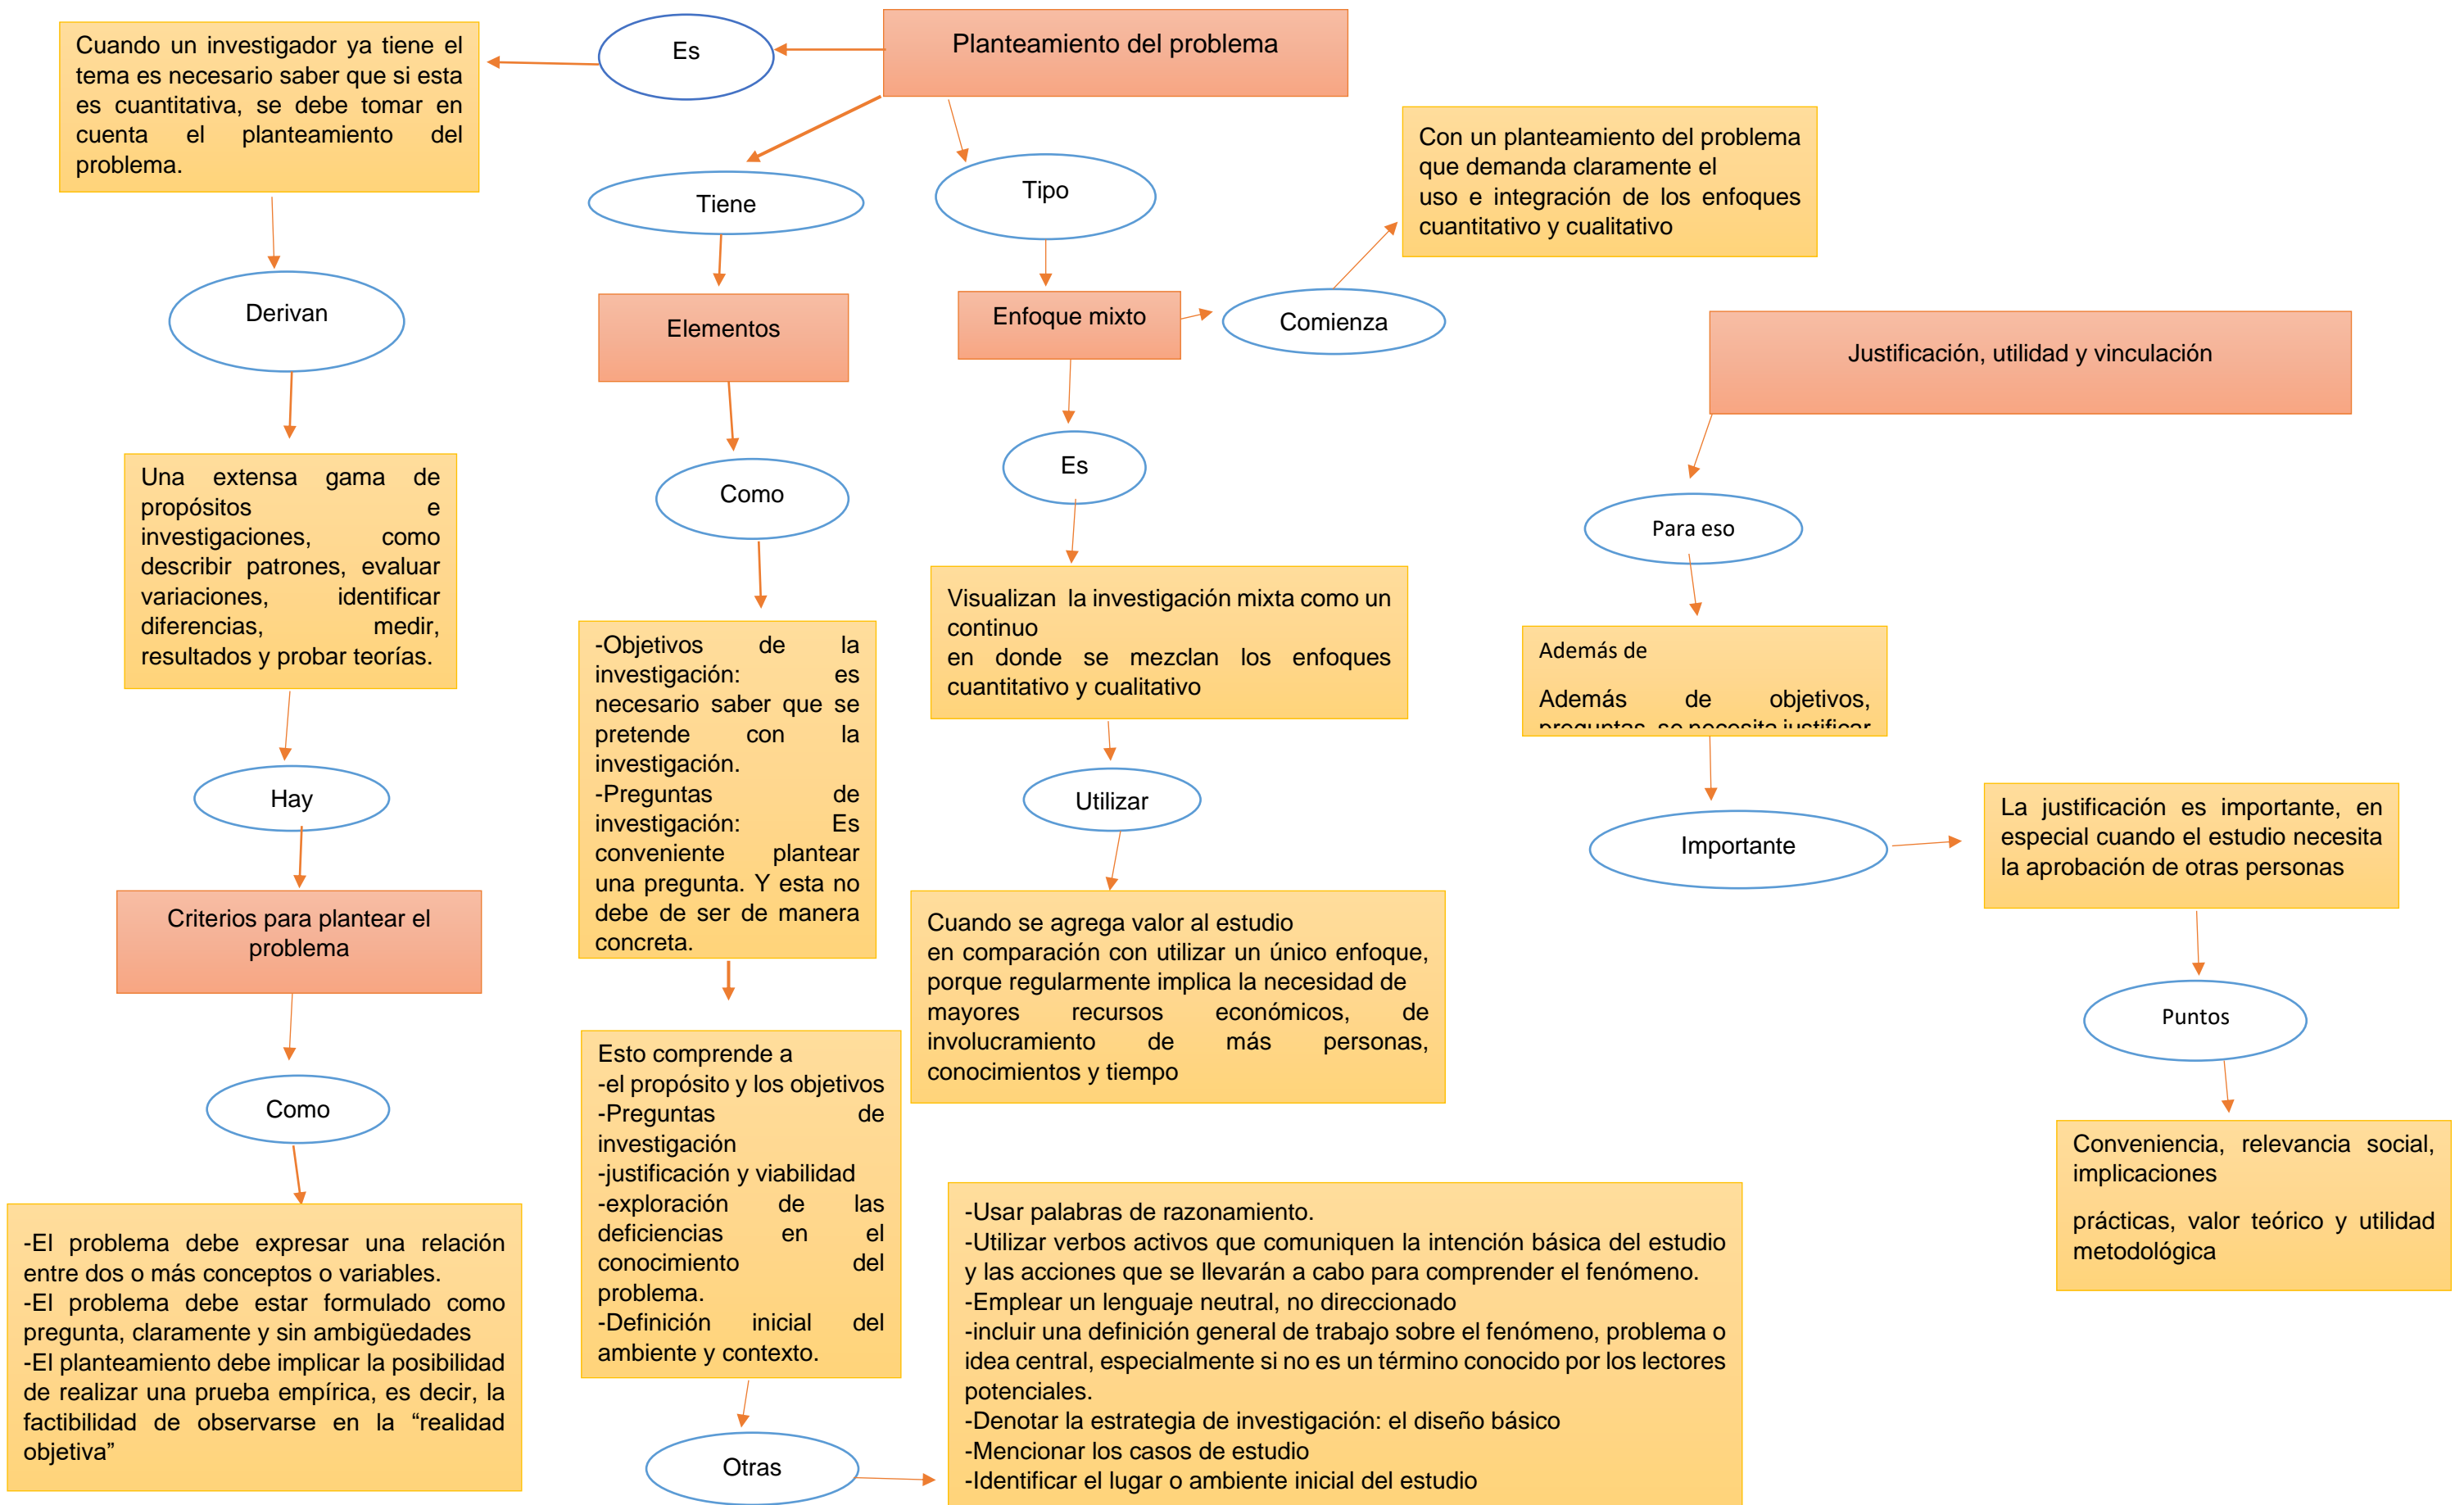 Planteamiento del problema
Es
Cuando un investigador ya tiene el
tema es necesario saber que si esta
es cuantitativa, se debe tomar en
cuenta el planteamiento del
problema.
Derivan
Una extensa gama de
propósitos e
investigaciones, como
describir patrones, evaluar
variaciones, identificar
diferencias, medir,
resultados y probar teorías.
Hay
Criterios para plantear el
problema
Como
-El problema debe expresar una relación
entre dos o más conceptos o variables.
-El problema debe estar formulado como
pregunta, claramente y sin ambigüedades
-El planteamiento debe implicar la posibilidad
de realizar una prueba empírica, es decir, la
factibilidad de observarse en la “realidad
objetiva”
Tiene
Elementos
Como
-Objetivos de la
investigación: es
necesario saber que se
pretende con la
investigación.
-Preguntas de
investigación: Es
conveniente plantear
una pregunta. Y esta no
debe de ser de manera
concreta.
Esto comprende a
-el propósito y los objetivos
-Preguntas de
investigación
-justificación y viabilidad
-exploración de las
deficiencias en el
conocimiento del
problema.
-Definición inicial del
ambiente y contexto.
Otras
-Usar palabras de razonamiento.
-Utilizar verbos activos que comuniquen la intención básica del estudio
y las acciones que se llevarán a cabo para comprender el fenómeno.
-Emplear un lenguaje neutral, no direccionado
-incluir una definición general de trabajo sobre el fenómeno, problema o
idea central, especialmente si no es un término conocido por los lectores
potenciales.
-Denotar la estrategia de investigación: el diseño básico
-Mencionar los casos de estudio
-Identificar el lugar o ambiente inicial del estudio
Tipo
Enfoque mixto
Comienza
Con un planteamiento del problema
que demanda claramente el
uso e integración de los enfoques
cuantitativo y cualitativo
Es
Visualizan la investigación mixta como un
continuo
en donde se mezclan los enfoques
cuantitativo y cualitativo
Utilizar
Cuando se agrega valor al estudio
en comparación con utilizar un único enfoque,
porque regularmente implica la necesidad de
mayores recursos económicos, de
involucramiento de más personas,
conocimientos y tiempo
Justificación, utilidad y vinculación
Para eso
Además de
Además de objetivos,
preguntas, se necesita justificar
Importante
La justificación es importante, en
especial cuando el estudio necesita
la aprobación de otras personas
Puntos
Conveniencia, relevancia social,
implicaciones
prácticas, valor teórico y utilidad
metodológica